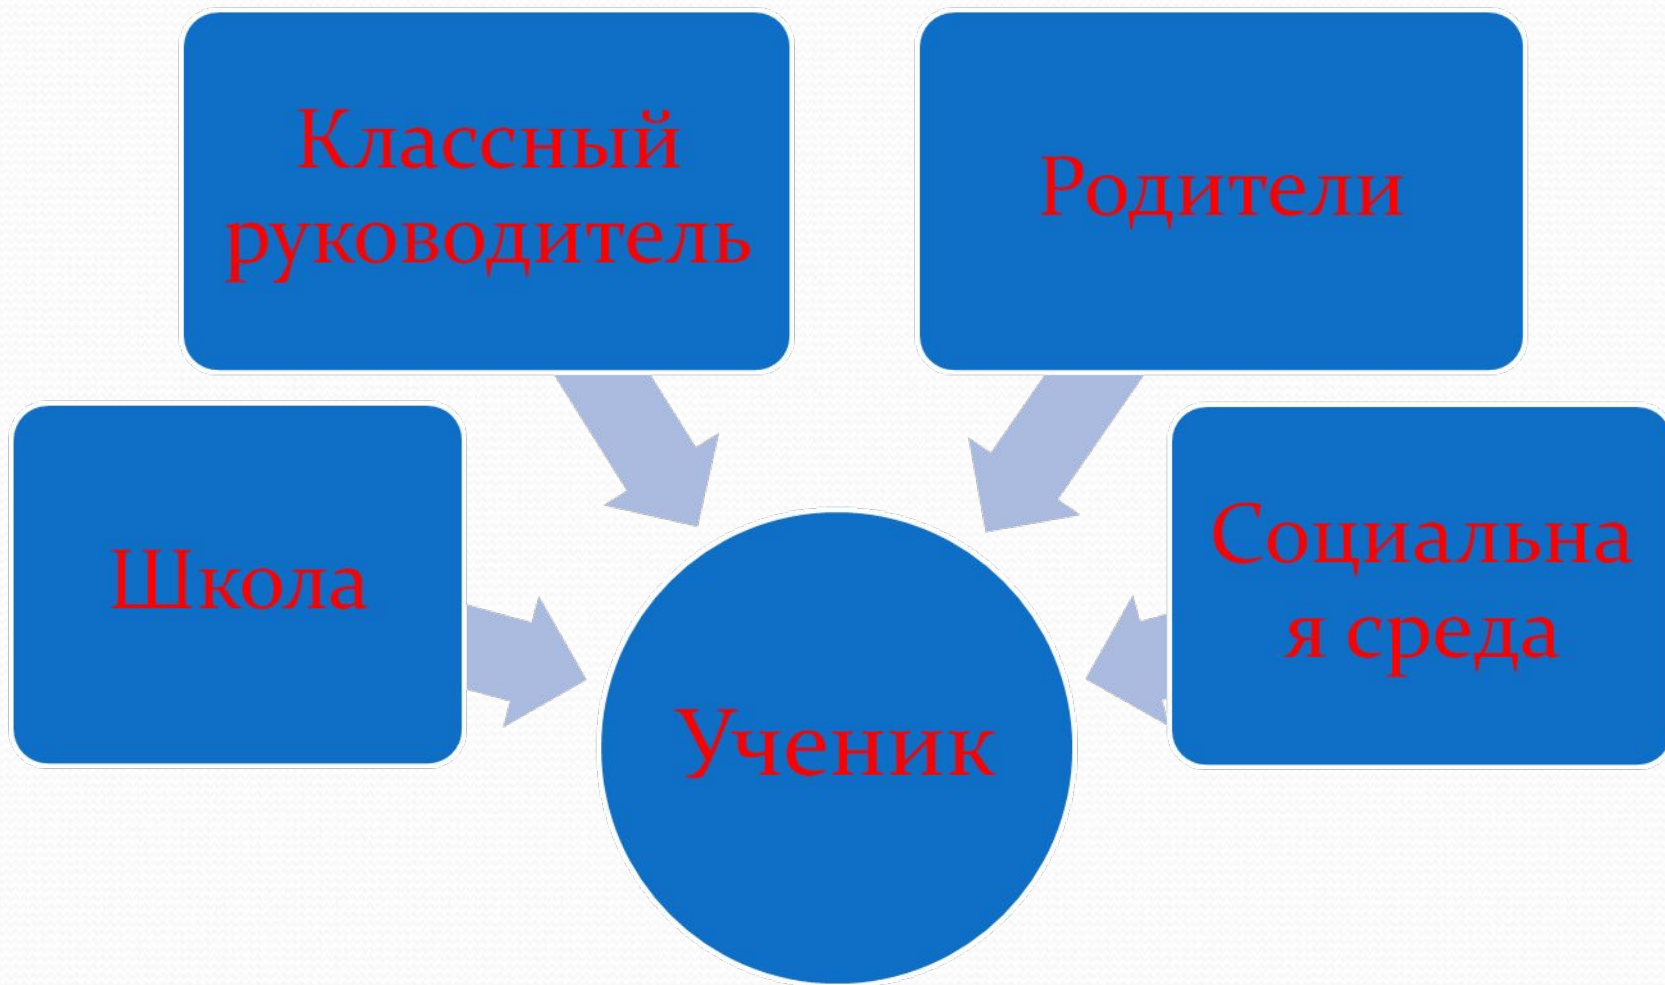 Классный
руководитель
Родители
Школа
Социальна
я среда
Ученик